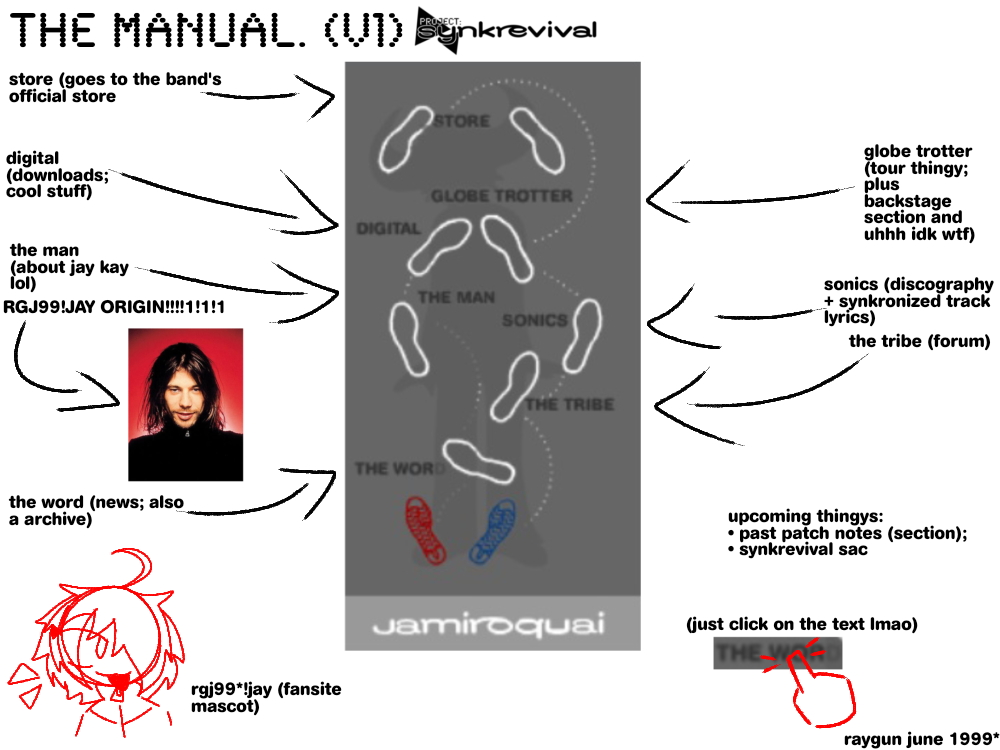 THE MANUAL. (V1)
PROJECT:
synkrevival
store (goes to the band's
official store
digital
(downloads;
cool stuff)
the man
(about jay kay
lol)
RGJ99!JAY ORIGIN!!!!1!1!1
the word (news; also
a archive)
rgj99*!jay (fansite
mascot)
STORE
GLOBE TROTTER
DIGITAL
THE MAN
SONICS
THE TRIBE
THE WORD
jamiroquai
globe trotter
(tour thingy;
plus
backstage
section and
uhhh idk wtf)
sonics (discography
+ synkronized track
lyrics)
the tribe (forum)
upcoming thingys:
• past patch notes (section);
• synkrevival sac
(just click on the text lmao)
THE WORD
raygun june 1999*